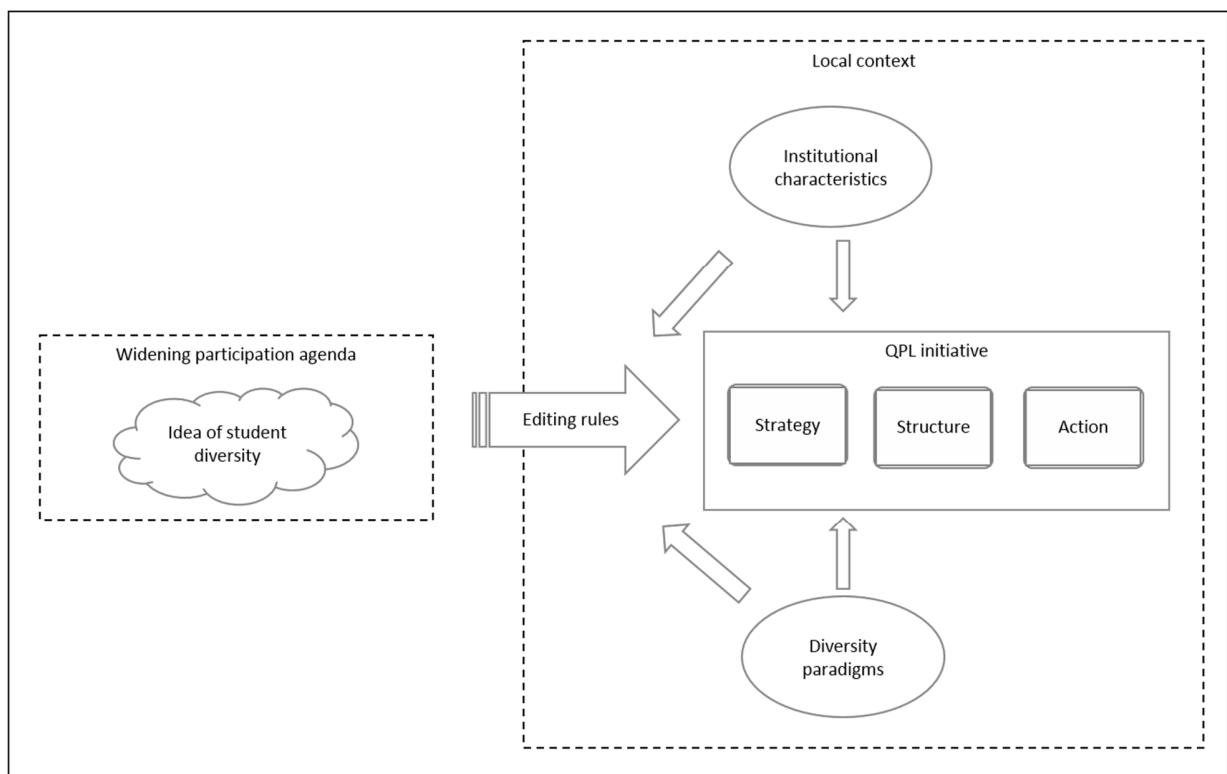 Local context
Institutional
characteristics
Widening participation agenda
Idea of student
diversity
Editing rules
QPL initiative
Strategy
Structure
Action
Diversity
paradigms